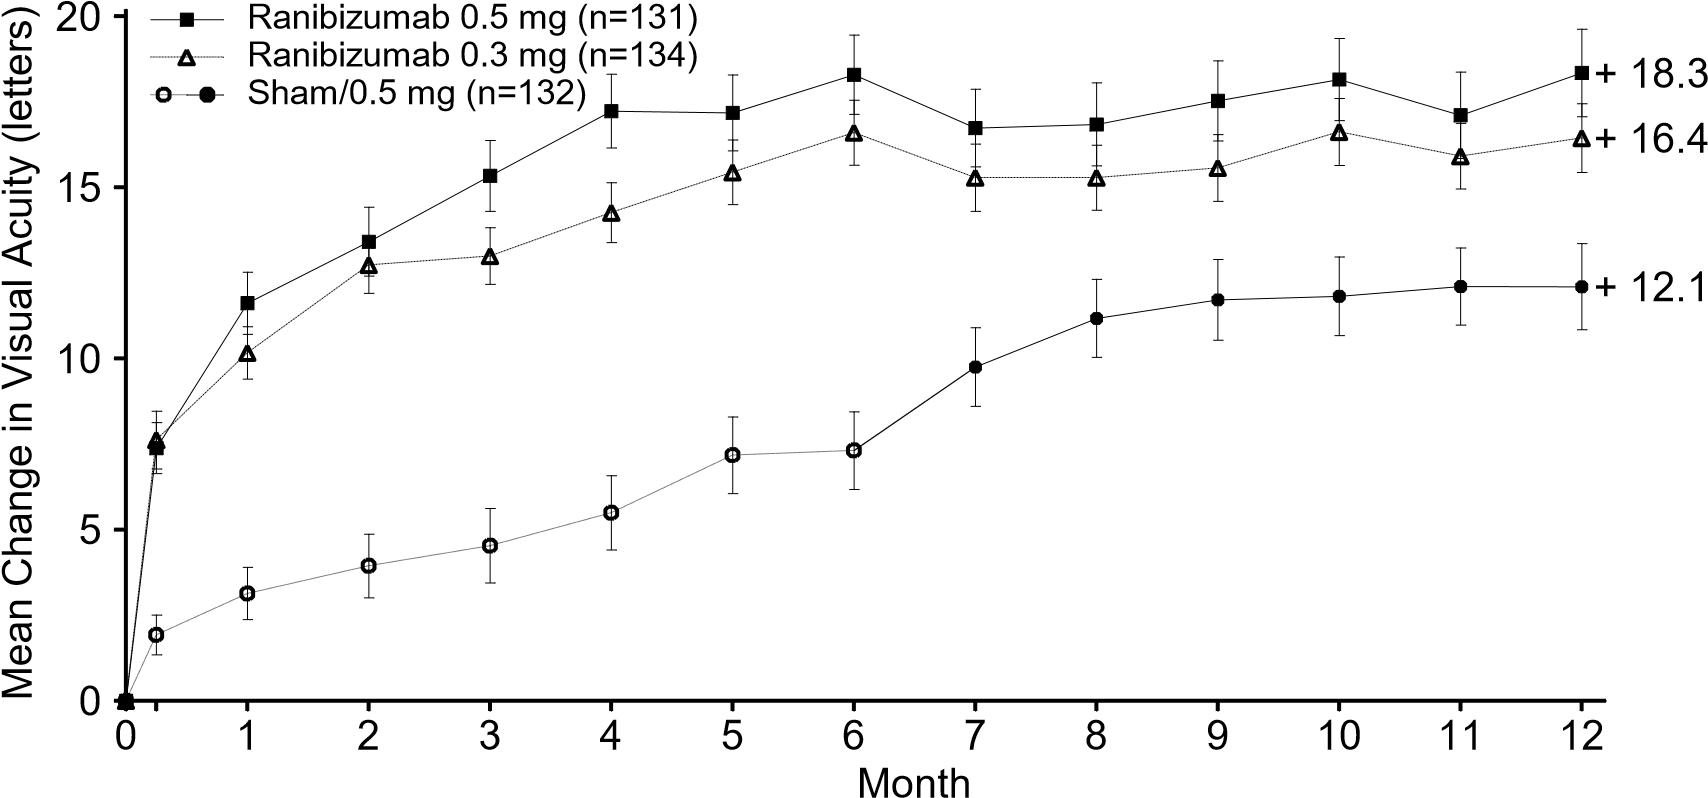 Mean Change in Visual Acuity (letters)
20
15
10
5
0
Ranibizumab 0.5 mg (n=131)
Ranibizumab 0.3 mg (n=134)
Sham/0.5 mg (n=132)
+ 18.3
+ 16.4
+ 12.1
0 1 2 3 4 5 6 7 8 9 10 11 12
Month